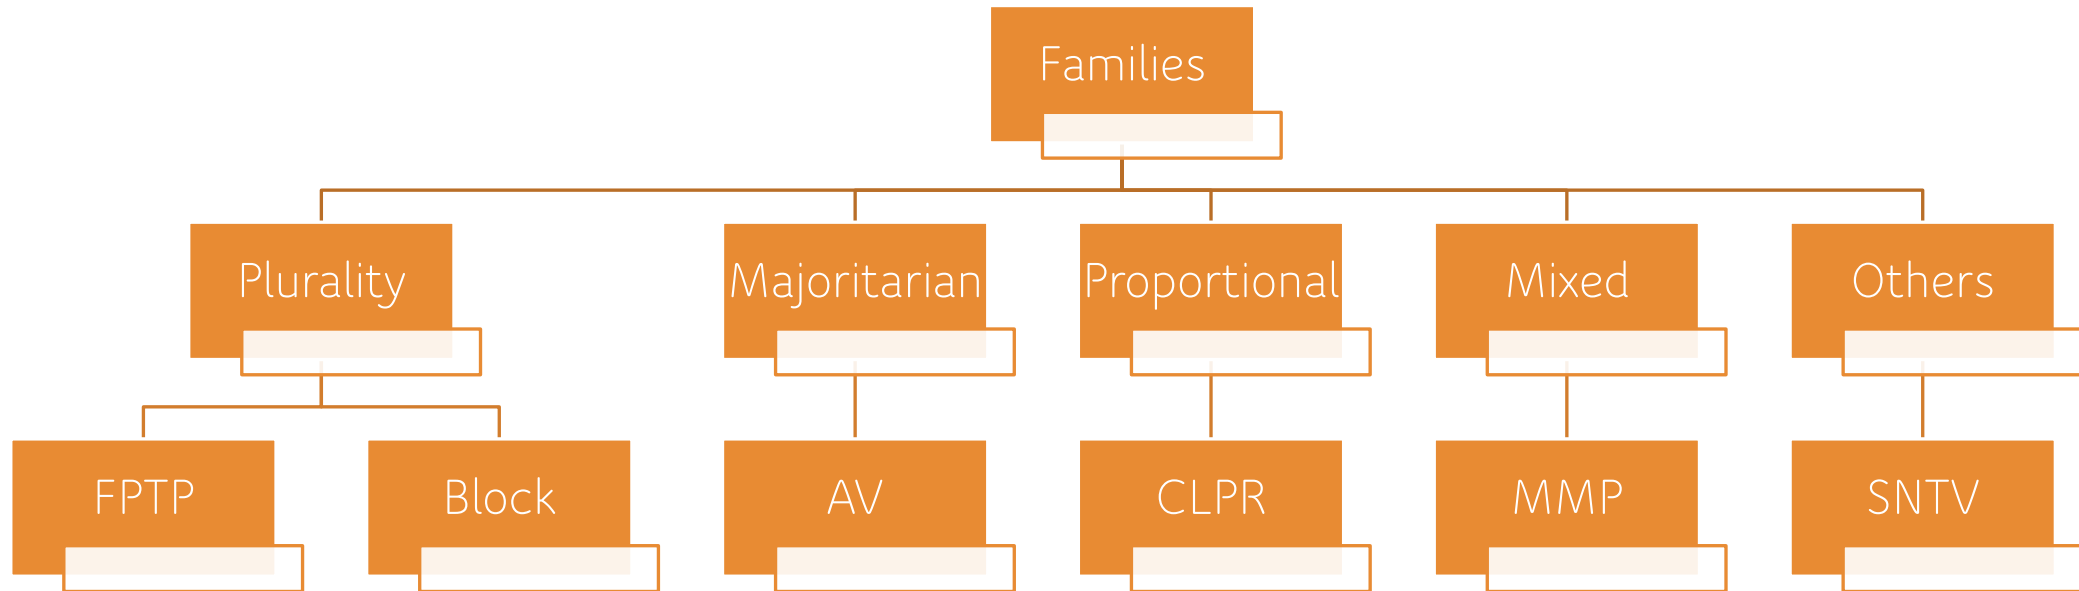 Families
Plurality
Majoritarian
Proportional
Mixed
Others
FPTP
Block
AV
CLPR
MMP
SNTV